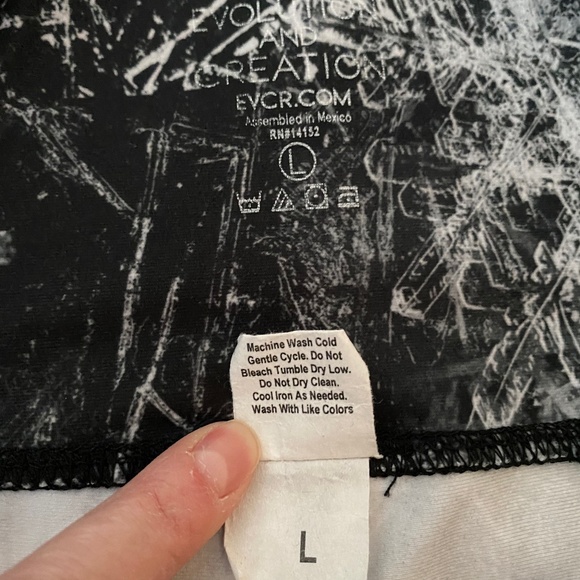 EVOLUTION
AND
CREATION
EVCR.COM
Assembled in Mexico
RN#14152
L
Machine Wash Cold
Gentle Cycle. Do Not
Bleach Tumble Dry Low.
Do Not Dry Clean.
Cool Iron As Needed.
Wash With Like Colors
L